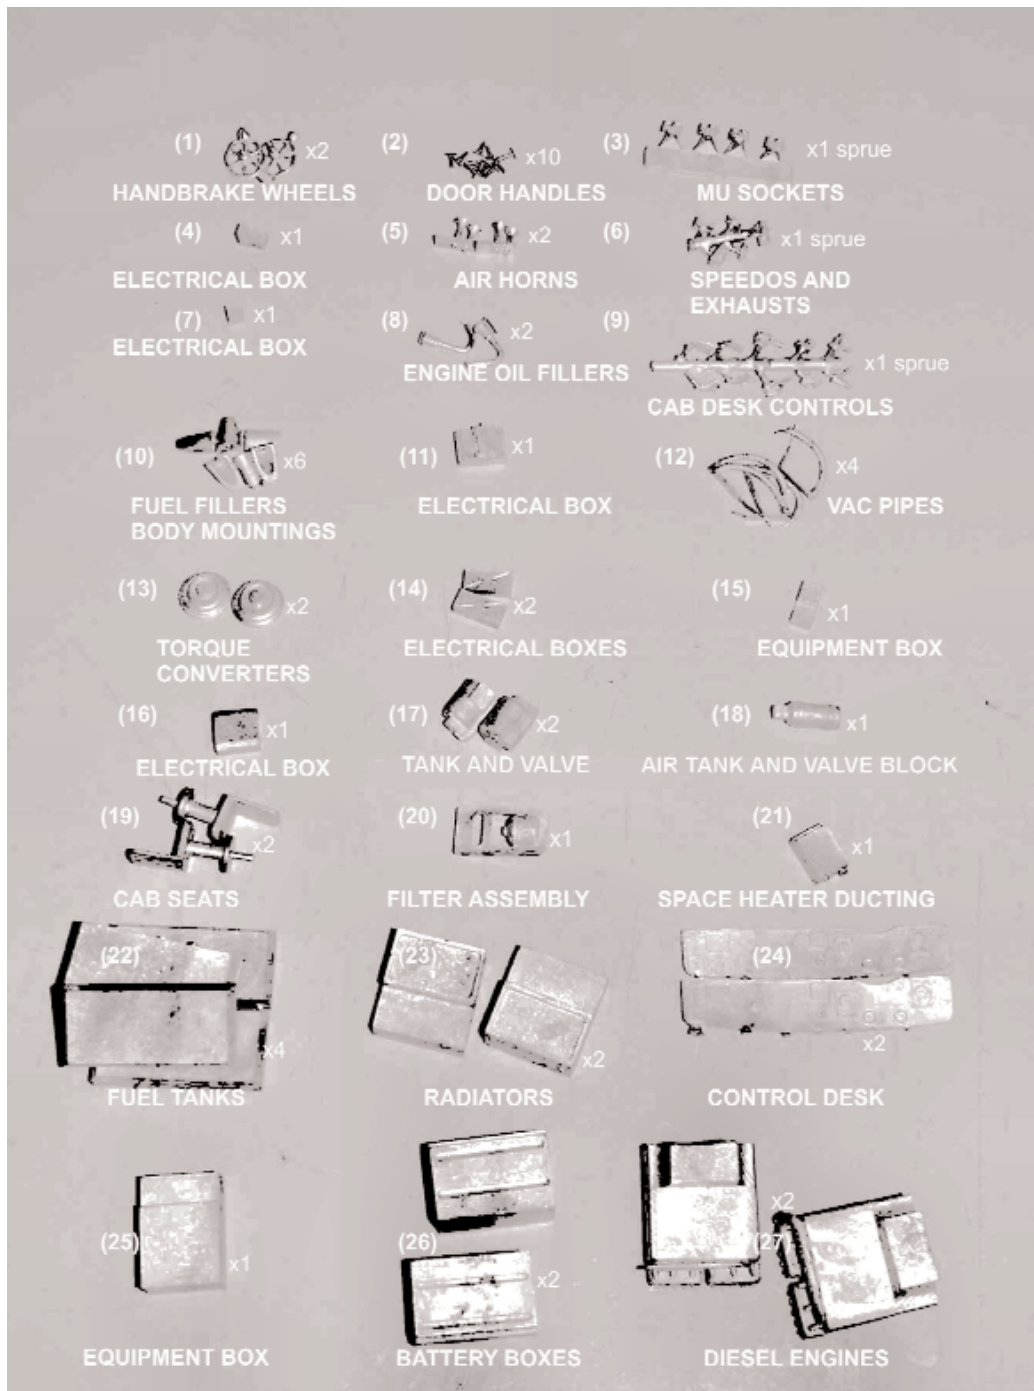 (1) x2 (2) x10 (3) x1 sprue
HANDBRAKE WHEELS DOOR HANDLES MU SOCKETS
(4) x1 (5) x2 (6) x1 sprue
ELECTRICAL BOX AIR HORNS SPEEDOS AND
EXHAUSTS
(7) x1 (8) x2 (9) x1 sprue
ELECTRICAL BOX ENGINE OIL FILLERS CAB DESK CONTROLS
(10) x6 (11) x1 (12) x4
FUEL FILLERS ELECTRICAL BOX VAC PIPES
BODY MOUNTINGS
(13) x2 (14) x2 (15) x1
TORQUE ELECTRICAL BOXES EQUIPMENT BOX
CONVERTERS
(16) x1 (17) x2 (18) x1
ELECTRICAL BOX TANK AND VALVE AIR TANK AND VALVE BLOCK
(19) x2 (20) x1 (21) x1
CAB SEATS FILTER ASSEMBLY SPACE HEATER DUCTING
(22) x4 (23) x2 (24) x2
FUEL TANKS RADIATORS CONTROL DESK
(25) x1 (26) x2 (27) x2
EQUIPMENT BOX BATTERY BOXES DIESEL ENGINES